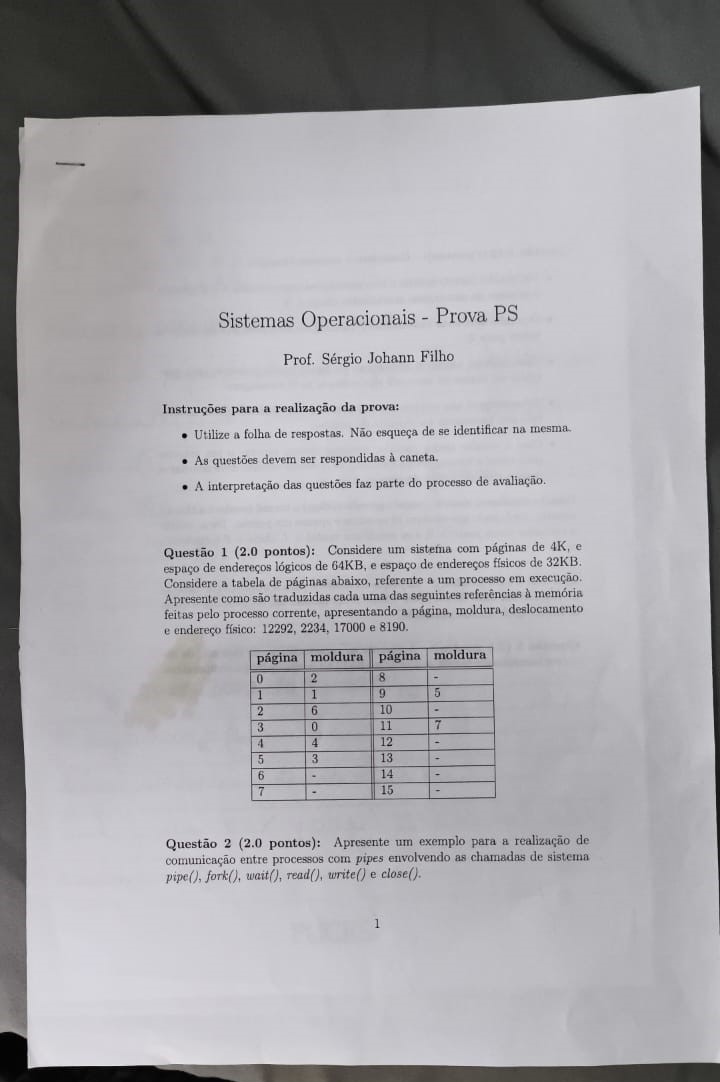 Sistemas Operacionais - Prova PS
Prof. Sérgio Johann Filho
Instruções para a realização da prova:
• Utilize a folha de respostas. Não esqueça de se identificar na mesma.
• As questões devem ser respondidas à caneta.
• A interpretação das questões faz parte do processo de avaliação.
Questão 1 (2.0 pontos): Considere um sistema com páginas de 4K, e
espaço de endereços lógicos de 64KB, e espaço de endereços físicos de 32KB.
Considere a tabela de páginas abaixo, referente a um processo em execução.
Apresente como são traduzidas cada uma das seguintes referências à memória
feitas pelo processo corrente, apresentando a página, moldura, deslocamento
e endereço físico: 12292, 2234, 17000 e 8190.
página moldura página moldura
0 2 8 -
1 1 9 5
2 6 10 -
3 0 11 7
4 4 12 -
5 3 13 -
6 - 14 -
7 - 15 -
Questão 2 (2.0 pontos): Apresente um exemplo para a realização de
comunicação entre processos com pipes envolvendo as chamadas de sistema
pipe(), fork(), wait(), read(), write() e close().
1